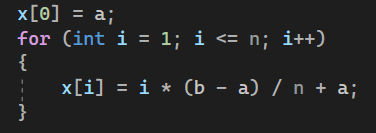 x[0] = a;
for (int i = 1; i <= n; i++)
{
    x[i] = i * (b - a) / n + a;
}